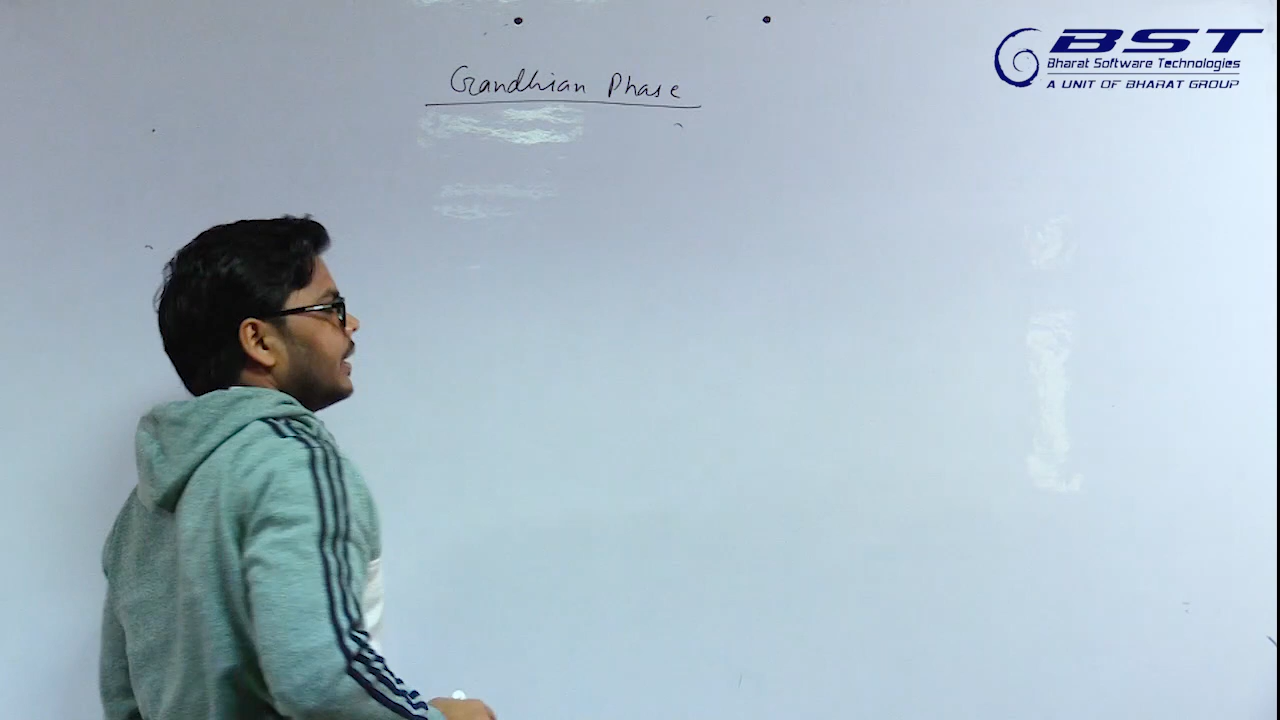 Gandhian Phase
BST
Bharat Software Technologies
A UNIT OF BHARAT GROUP